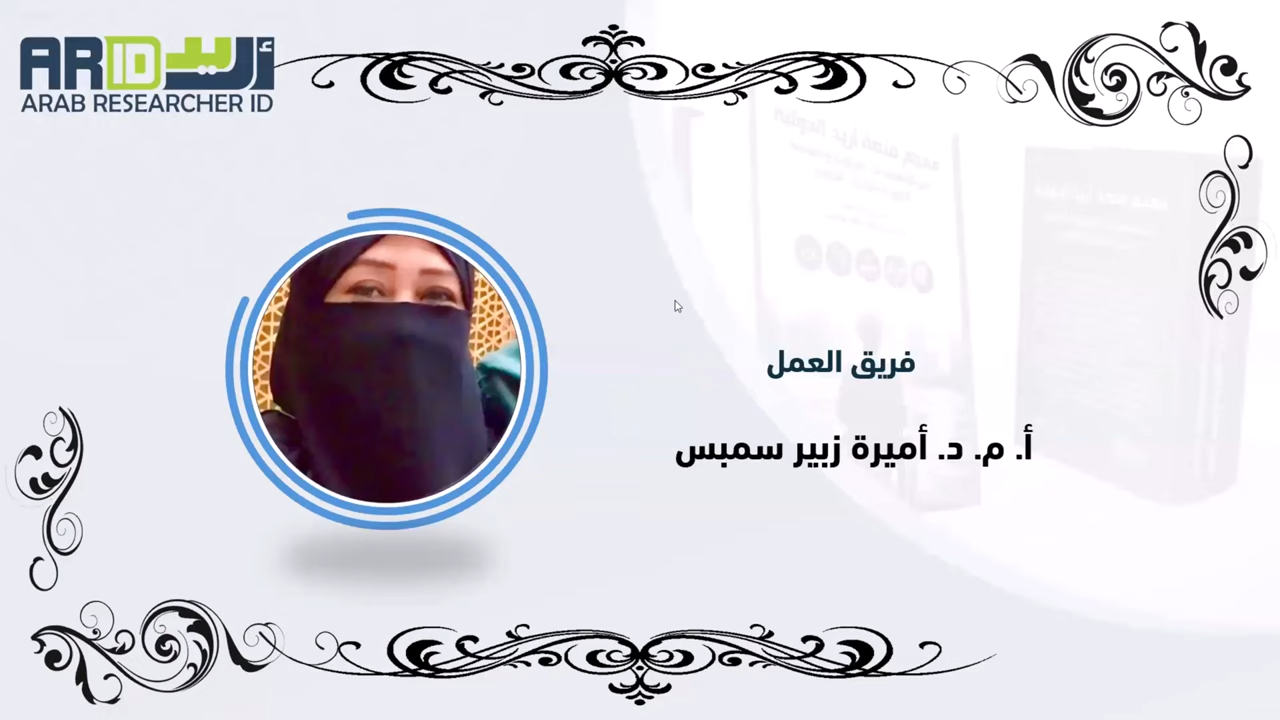 ARID أريد
ARAB RESEARCHER ID
فريق العمل
أ. م. د. أميرة زبير سمبس